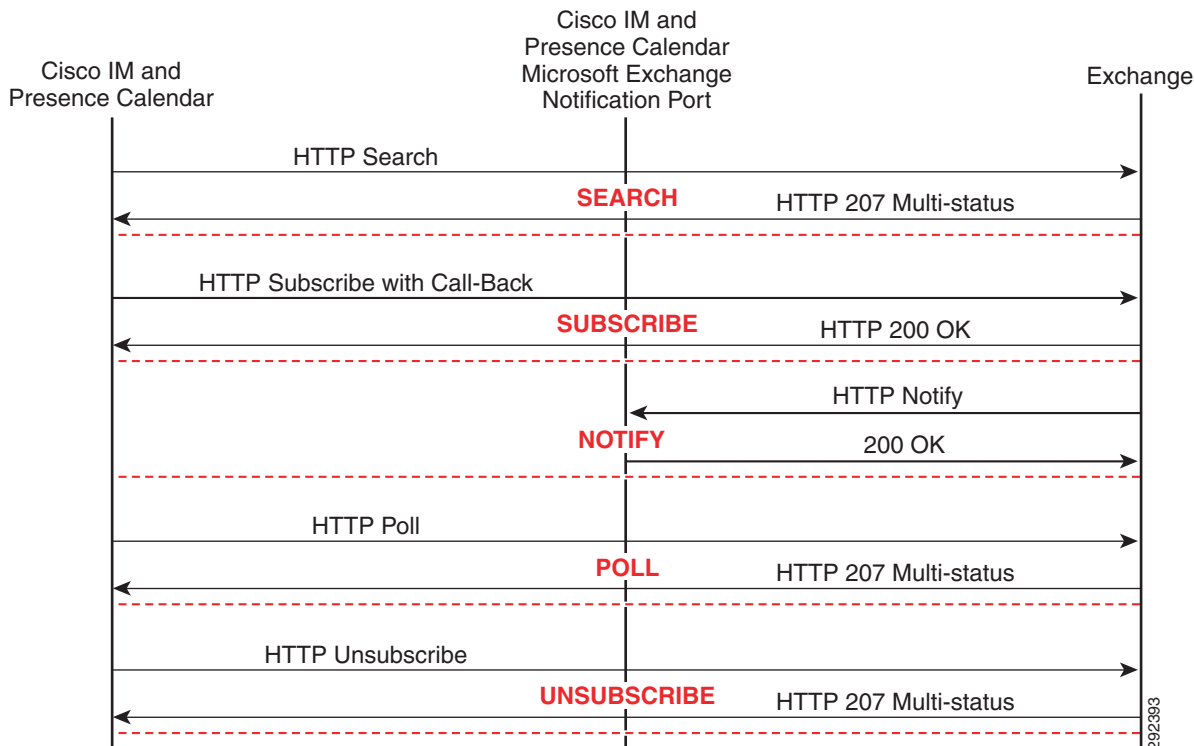 Cisco IM and
Presence Calendar
Cisco IM and
Presence Calendar
Microsoft Exchange
Notification Port
Exchange
HTTP Search
SEARCH
HTTP 207 Multi-status
HTTP Subscribe with Call-Back
SUBSCRIBE
HTTP 200 OK
HTTP Notify
NOTIFY
200 OK
HTTP Poll
POLL
HTTP 207 Multi-status
HTTP Unsubscribe
UNSUBSCRIBE
HTTP 207 Multi-status
292393